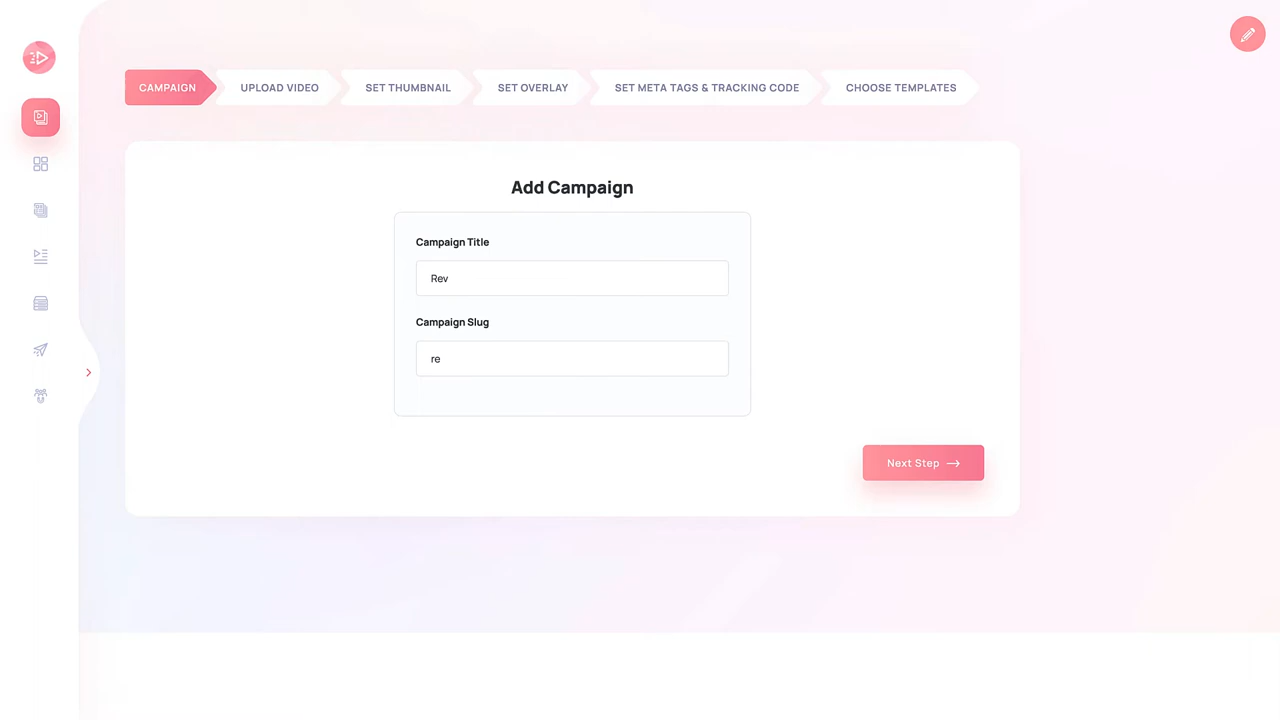 CAMPAIGN UPLOAD VIDEO SET THUMBNAIL SET OVERLAY SET META TAGS & TRACKING CODE CHOOSE TEMPLATES
Add Campaign
Campaign Title
Rev
Campaign Slug
re
Next Step